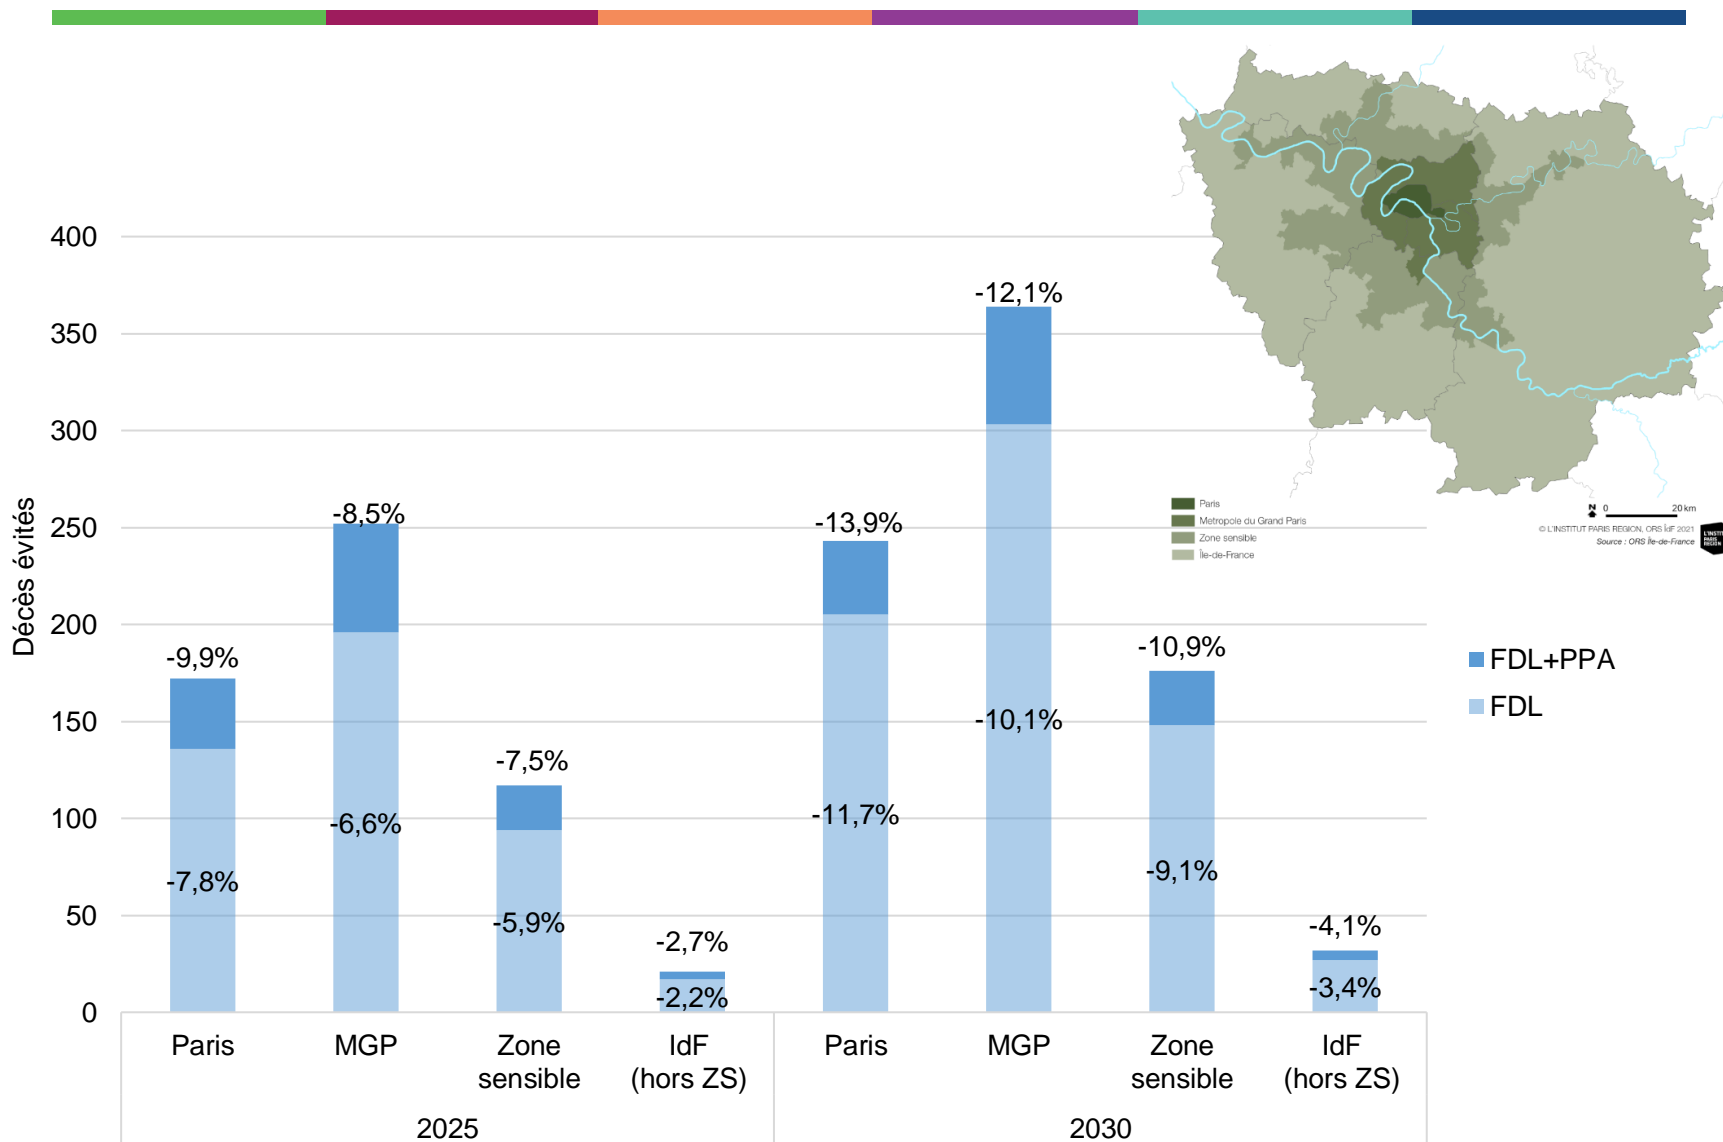 Paris
Metropole du Grand Paris
Zone sensible
Île-de-France
N 0 20 km
© L'INSTITUT PARIS REGION, ORS IdF 2021
Source : ORS Île-de-France
L'INSTIT
PARIS
REGION
Décès évités
400
350
300
250
200
150
100
50
0
-9,9%
-7,8%
-8,5%
-6,6%
-7,5%
-5,9%
-2,7%
-2,2%
-13,9%
-11,7%
-12,1%
-10,1%
-10,9%
-9,1%
-4,1%
-3,4%
Paris
MGP
Zone
sensible
IdF
(hors ZS)
Paris
MGP
Zone
sensible
IdF
(hors ZS)
2025
2030
FDL+PPA
FDL